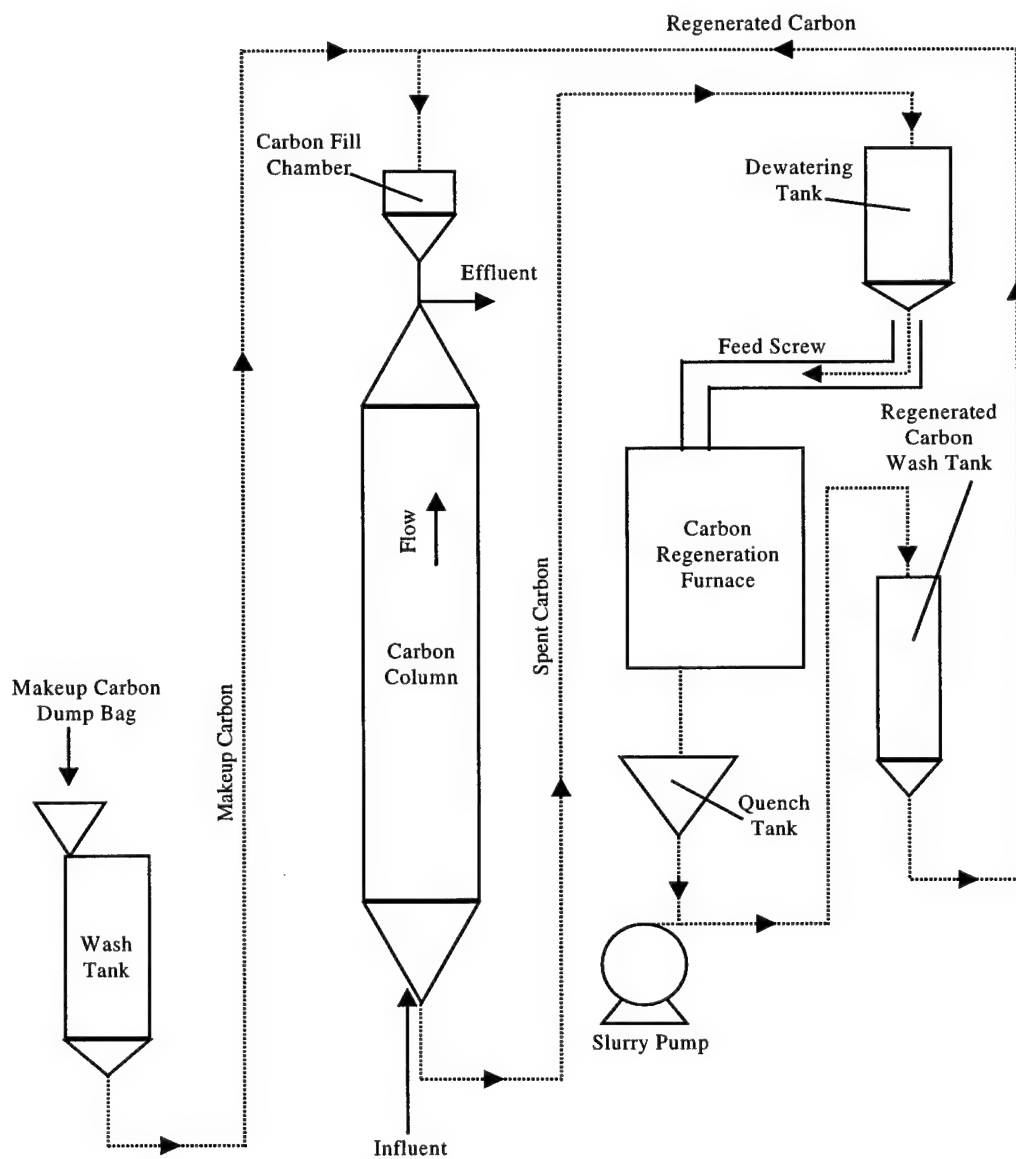 Regenerated Carbon
Carbon Fill
Chamber
Dewatering
Tank
Effluent
Feed Screw
Regenerated
Carbon
Wash Tank
Flow
Carbon
Regeneration
Furnace
Spent Carbon
Carbon
Column
Makeup Carbon
Dump Bag
Makeup Carbon
Quench
Tank
Wash
Tank
Slurry Pump
Influent